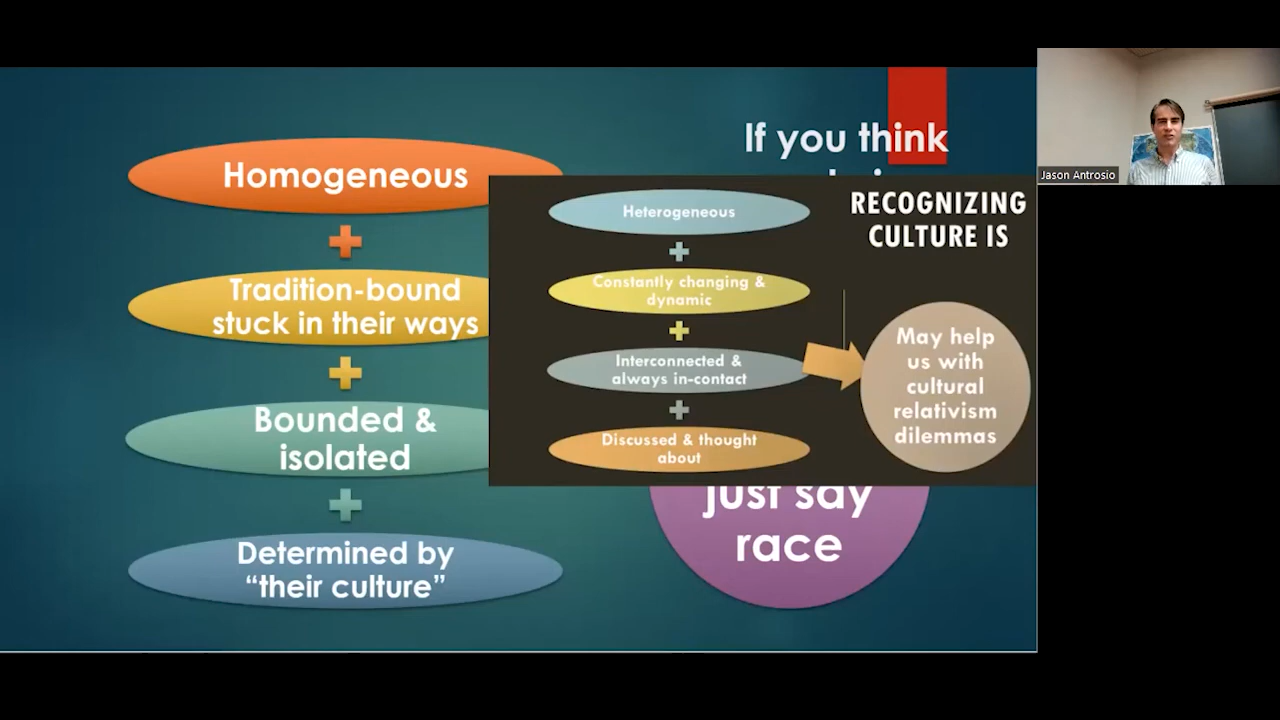 Homogeneous
Tradition-bound
stuck in their ways
Bounded &
isolated
Determined by
“their culture”
If you think
just say
race
RECOGNIZING
CULTURE IS
Heterogeneous
Constantly changing &
dynamic
Interconnected &
always in-contact
Discussed & thought
about
May help
us with
cultural
relativism
dilemmas
Jason Antrosio